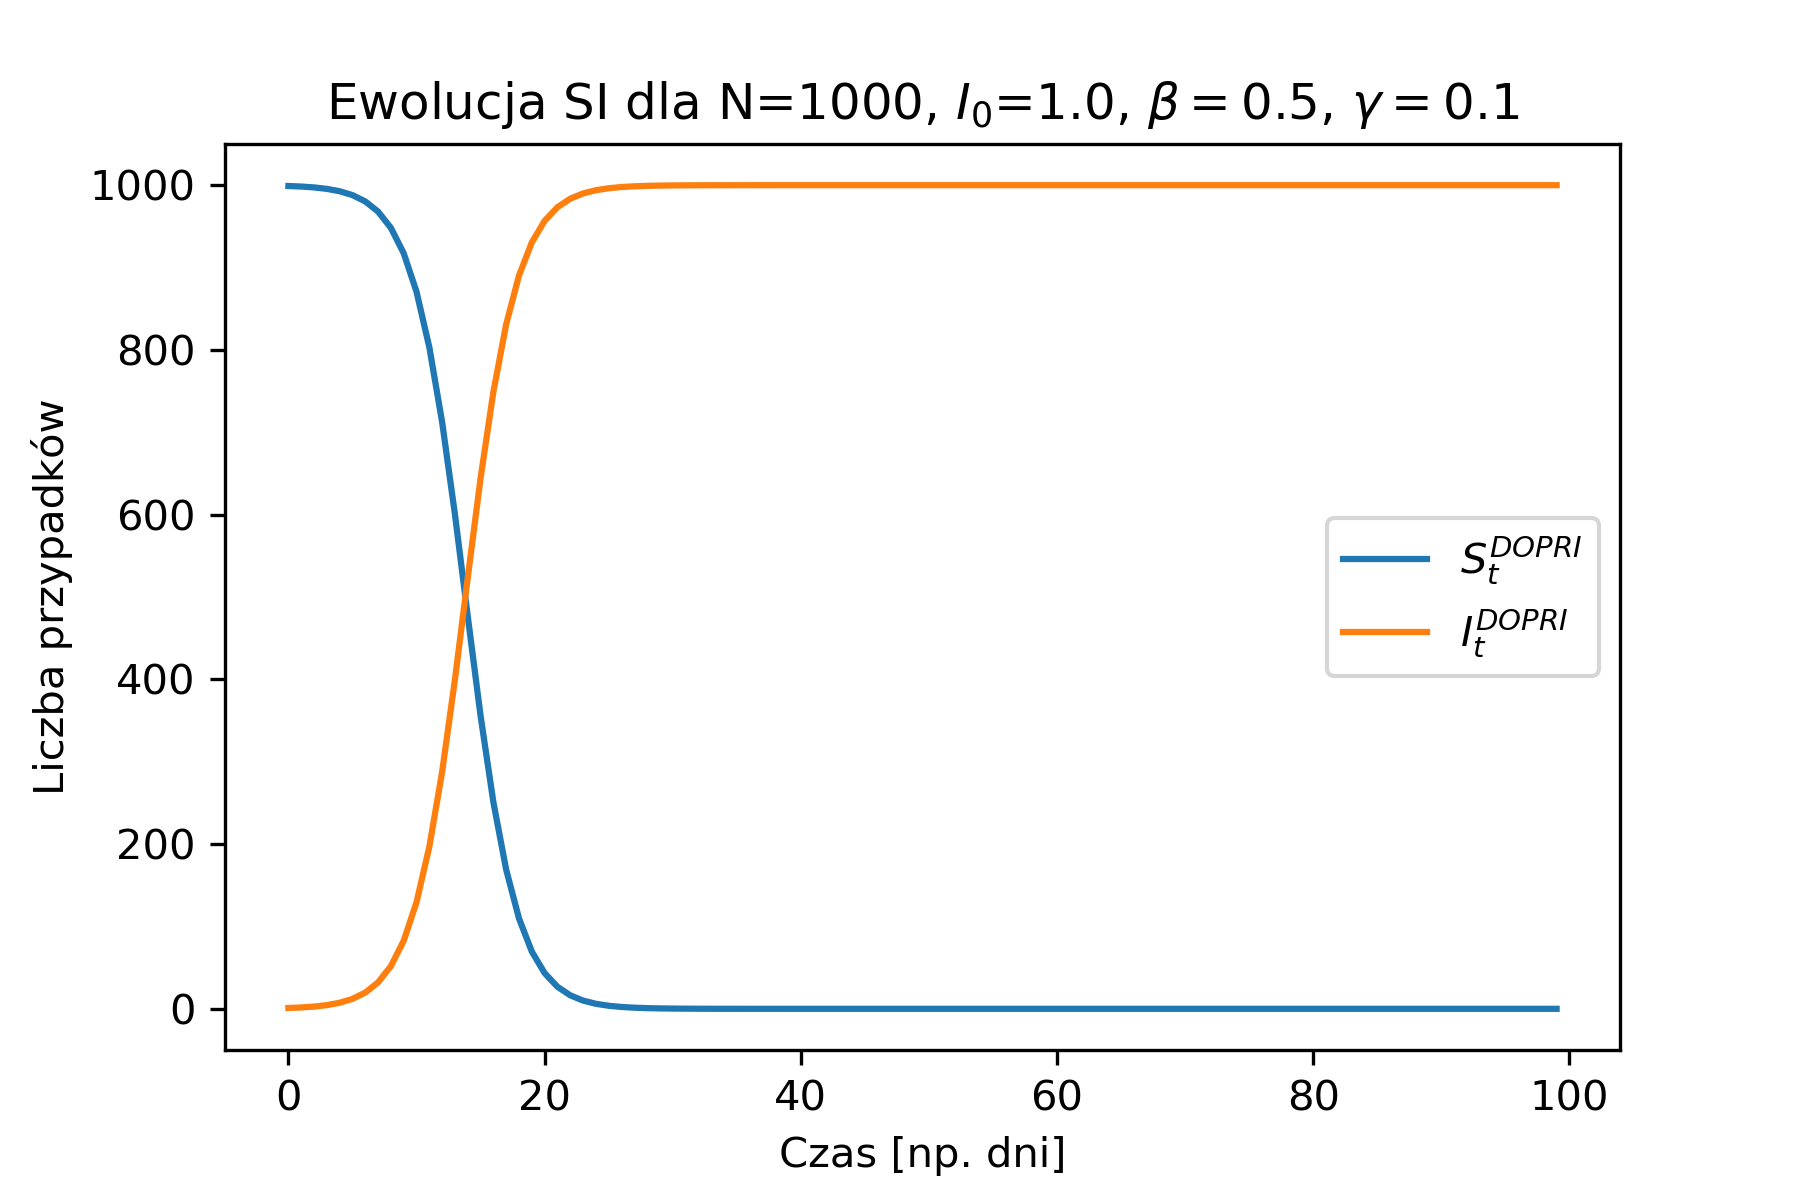 Ewolucja SI dla N=1000, I₀=1.0, β = 0.5, γ = 0.1
Liczba przypadków
1000
800
600
400
200
0
S_t^{DOPRI}
I_t^{DOPRI}
0 20 40 60 80 100
Czas [np. dni]